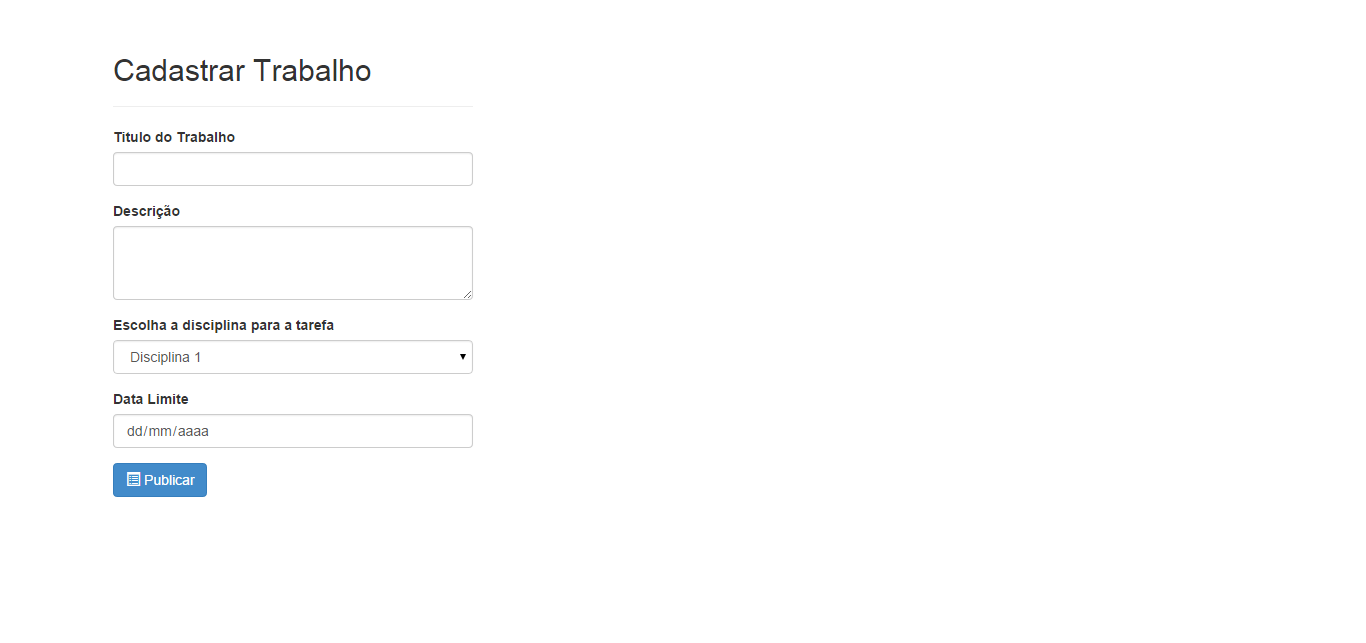 Cadastrar Trabalho
Titulo do Trabalho
Descrição
Escolha a disciplina para a tarefa
Disciplina 1
Data Limite
dd/mm/aaaa
Publicar